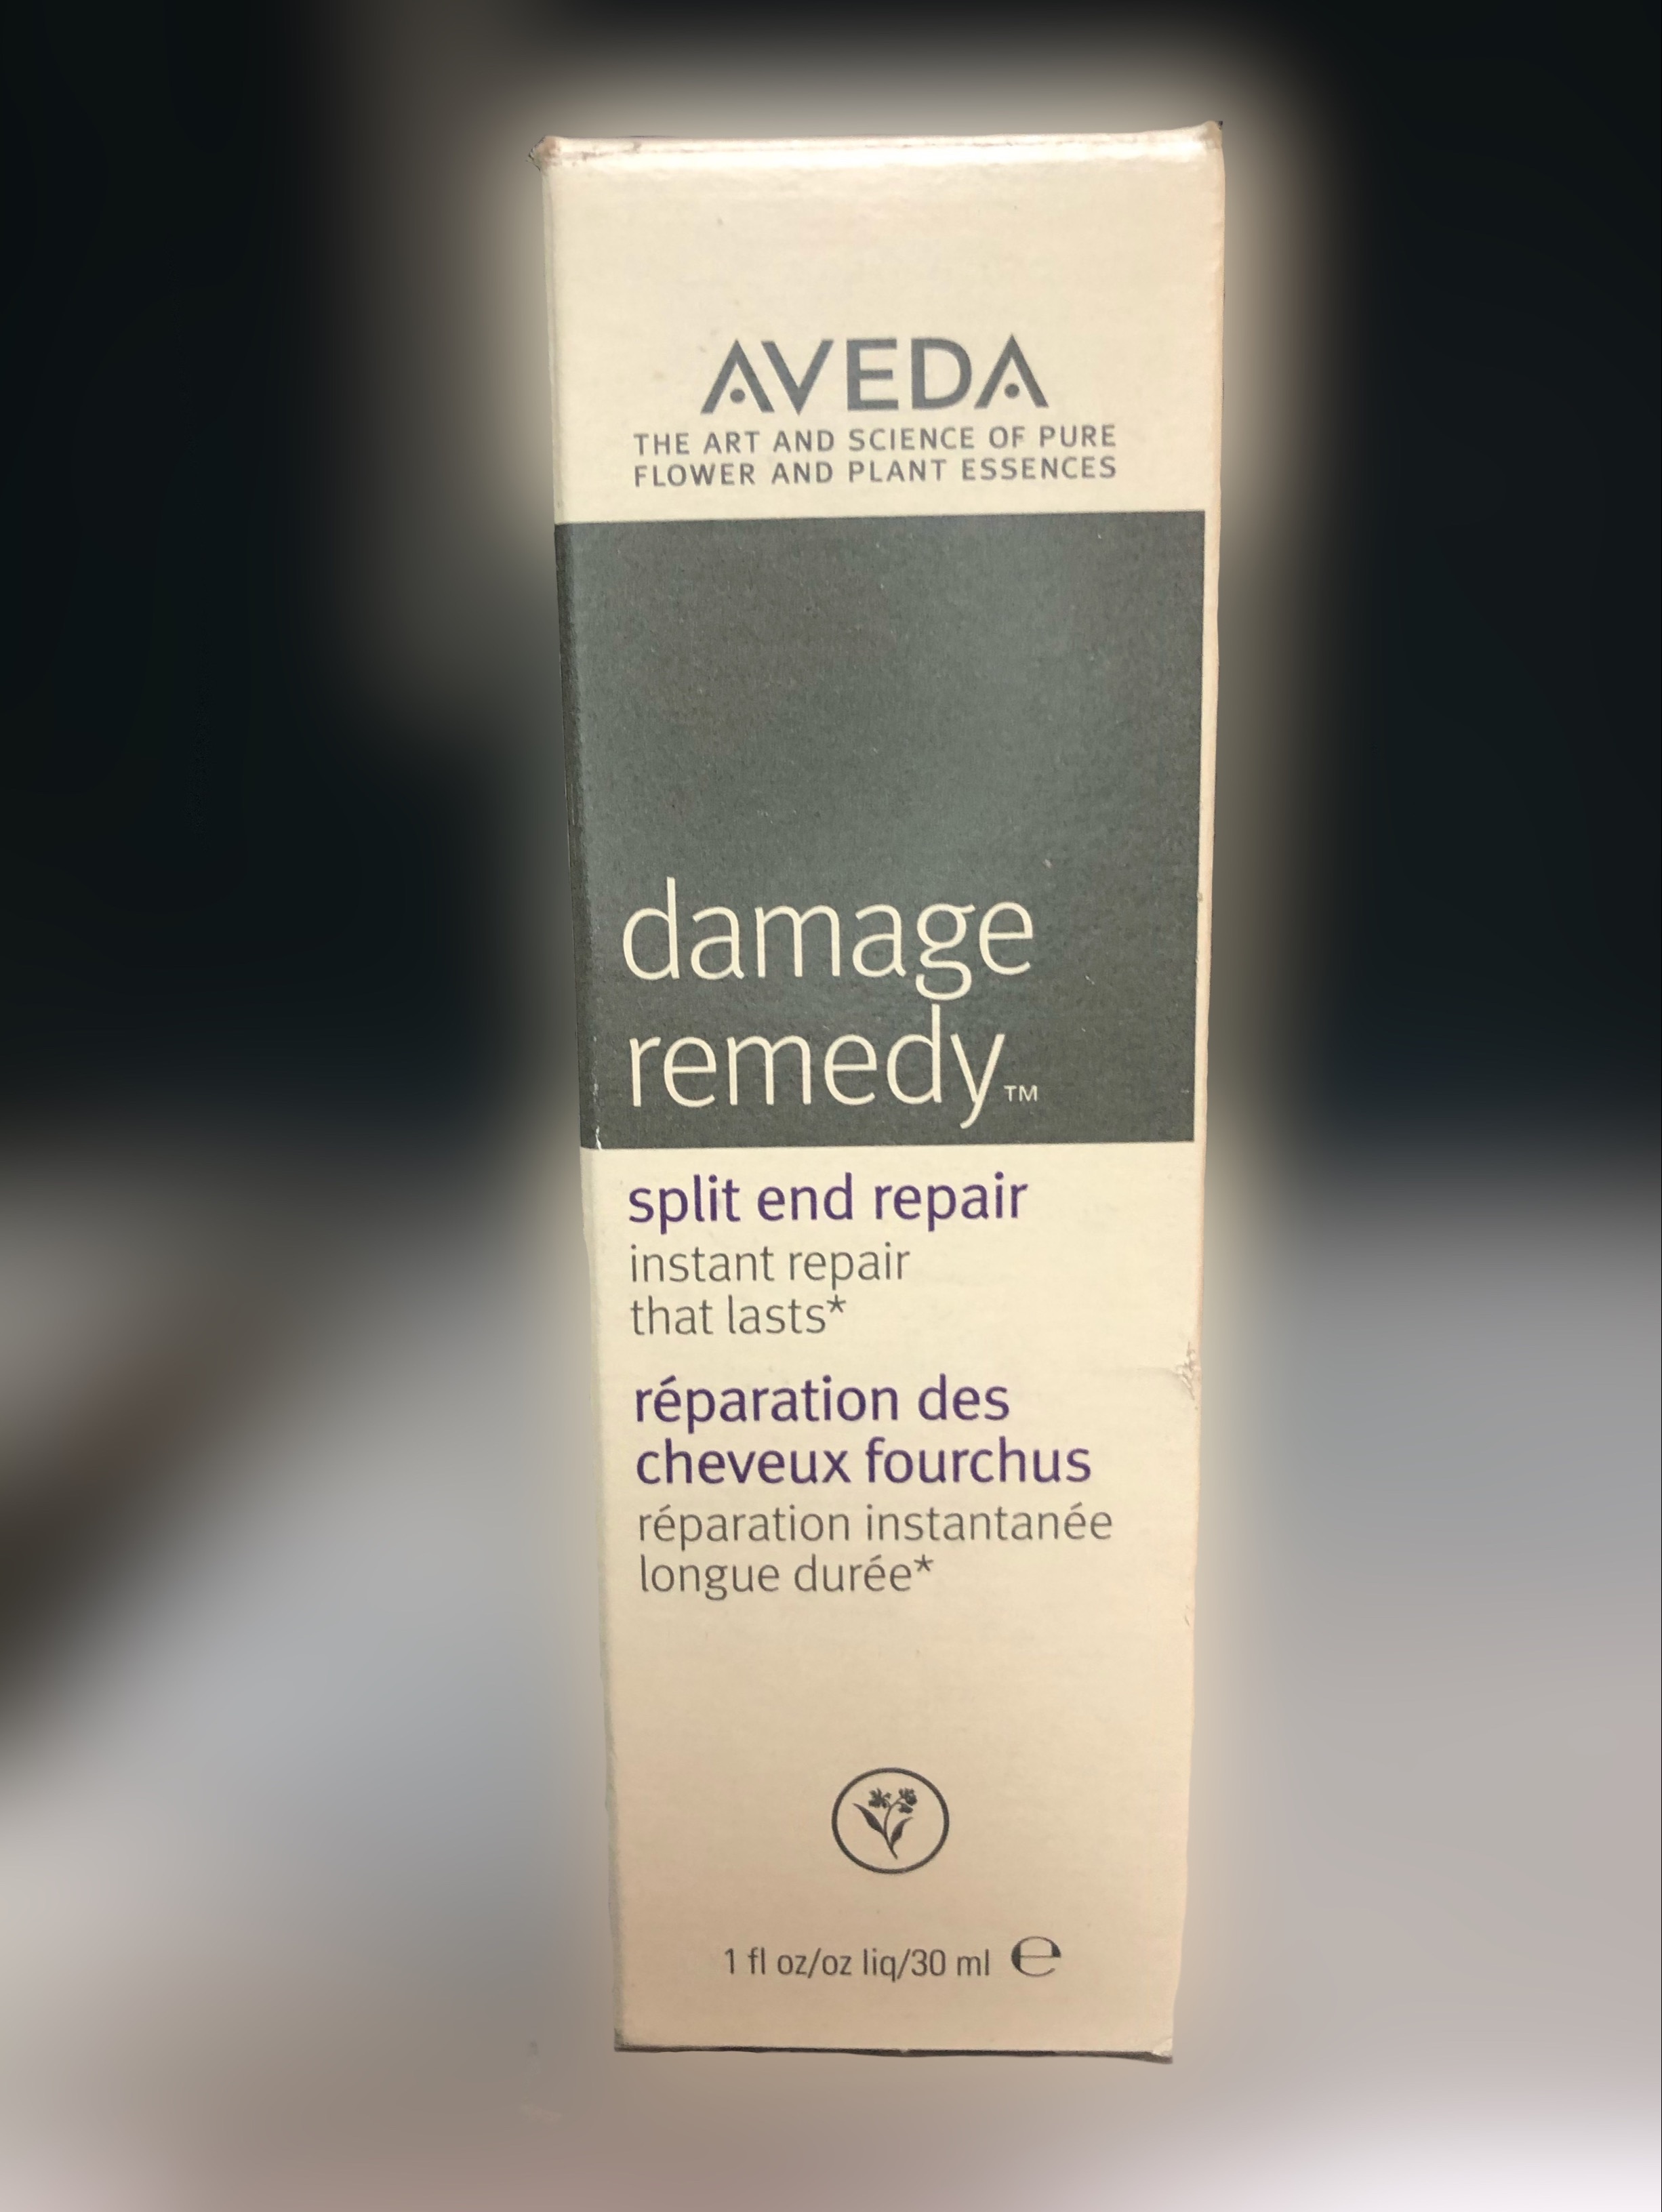 AVEDA
THE ART AND SCIENCE OF PURE
FLOWER AND PLANT ESSENCES
damage
remedy™
split end repair
instant repair
that lasts*
réparation des
cheveux fourchus
réparation instantanée
longue durée*
1 fl oz/oz liq/30 ml ℮